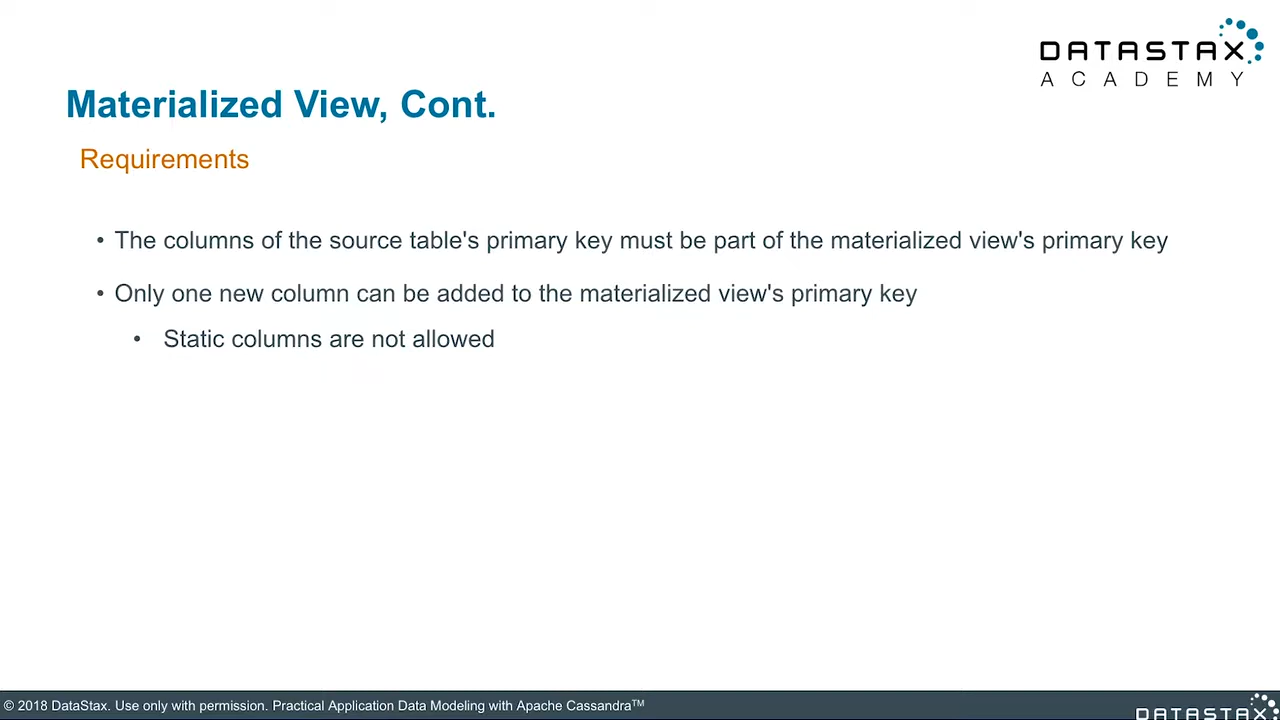 DATASTAX
ACADEMY
Materialized View, Cont.
Requirements
• The columns of the source table's primary key must be part of the materialized view's primary key
• Only one new column can be added to the materialized view's primary key
• Static columns are not allowed
© 2018 DataStax. Use only with permission. Practical Application Data Modeling with Apache Cassandra™
DATASTAX